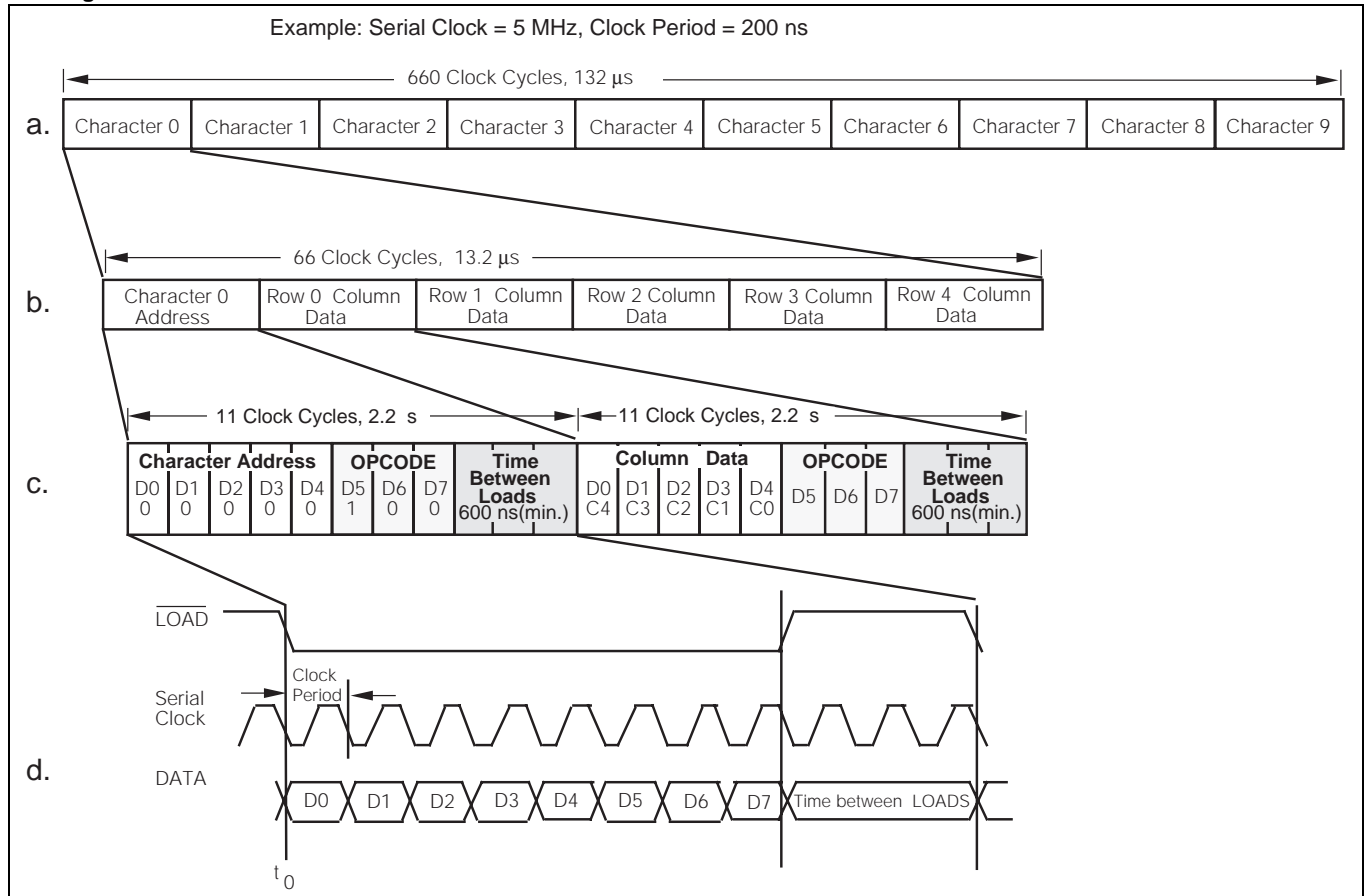 Example: Serial Clock = 5 MHz, Clock Period = 200 ns
660 Clock Cycles, 132 μs
a.
Character 0 Character 1 Character 2 Character 3 Character 4 Character 5 Character 6 Character 7 Character 8 Character 9
66 Clock Cycles, 13.2 μs
b.
Character 0 Address
Row 0 Column Data
Row 1 Column Data
Row 2 Column Data
Row 3 Column Data
Row 4 Column Data
11 Clock Cycles, 2.2 s
11 Clock Cycles, 2.2 s
c.
Character Address
D0 D1 D2 D3 D4
0 0 0 0 0
OPCODE
D5 D6 D7
1 0 0
Time
Between
Loads
600 ns(min.)
Column Data
D0 D1 D2 D3 D4
C4 C3 C2 C1 C0
OPCODE
D5 D6 D7
Time
Between
Loads
600 ns(min.)
LOAD
Clock
Period
Serial
Clock
d.
DATA
D0 D1 D2 D3 D4 D5 D6 D7 Time between LOADS
t0